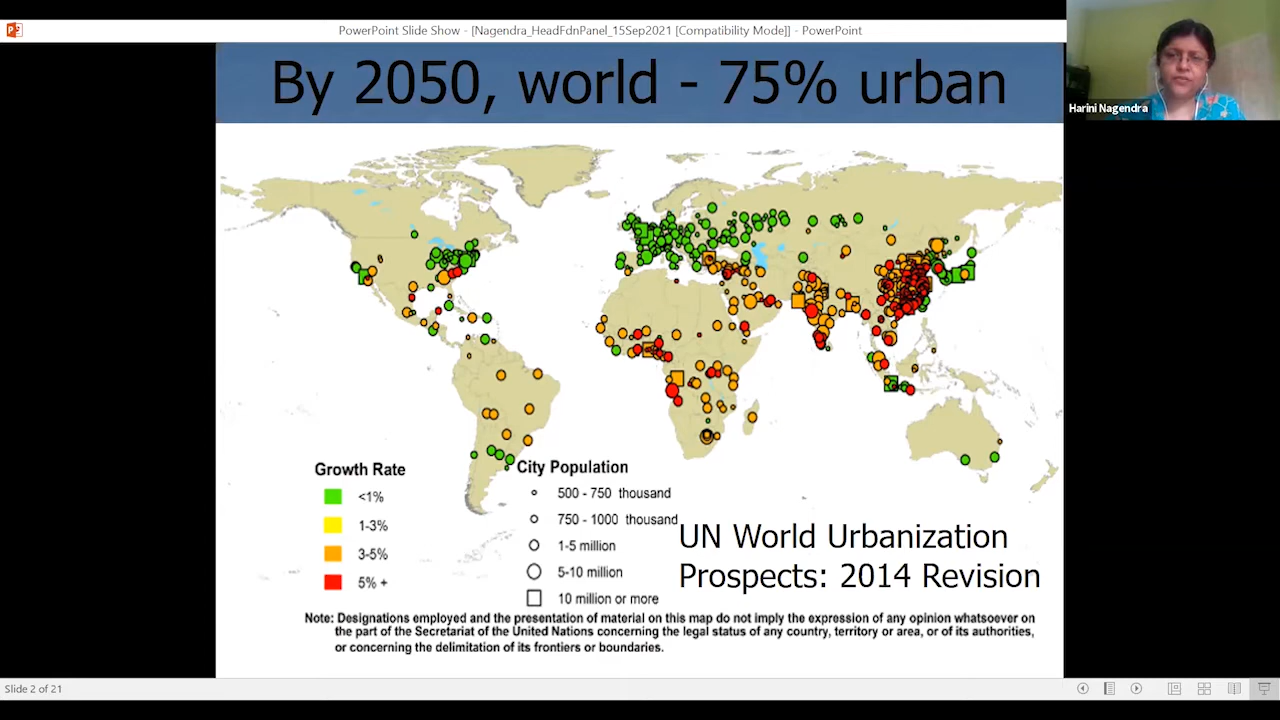 PowerPoint Slide Show - [Nagendra_HeadFdnPanel_15Sep2021 [Compatibility Mode]] - PowerPoint
Harini Nagendra
By 2050, world - 75% urban
Growth Rate
<1%
1-3%
3-5%
5% +
City Population
500 - 750 thousand
750 - 1000 thousand
1-5 million
5-10 million
10 million or more
UN World Urbanization
Prospects: 2014 Revision
Note: Designations employed and the presentation of material on this map do not imply the expression of any opinion whatsoever on
the part of the Secretariat of the United Nations concerning the legal status of any country, territory or area, or of its authorities,
or concerning the delimitation of its frontiers or boundaries.
Slide 2 of 21